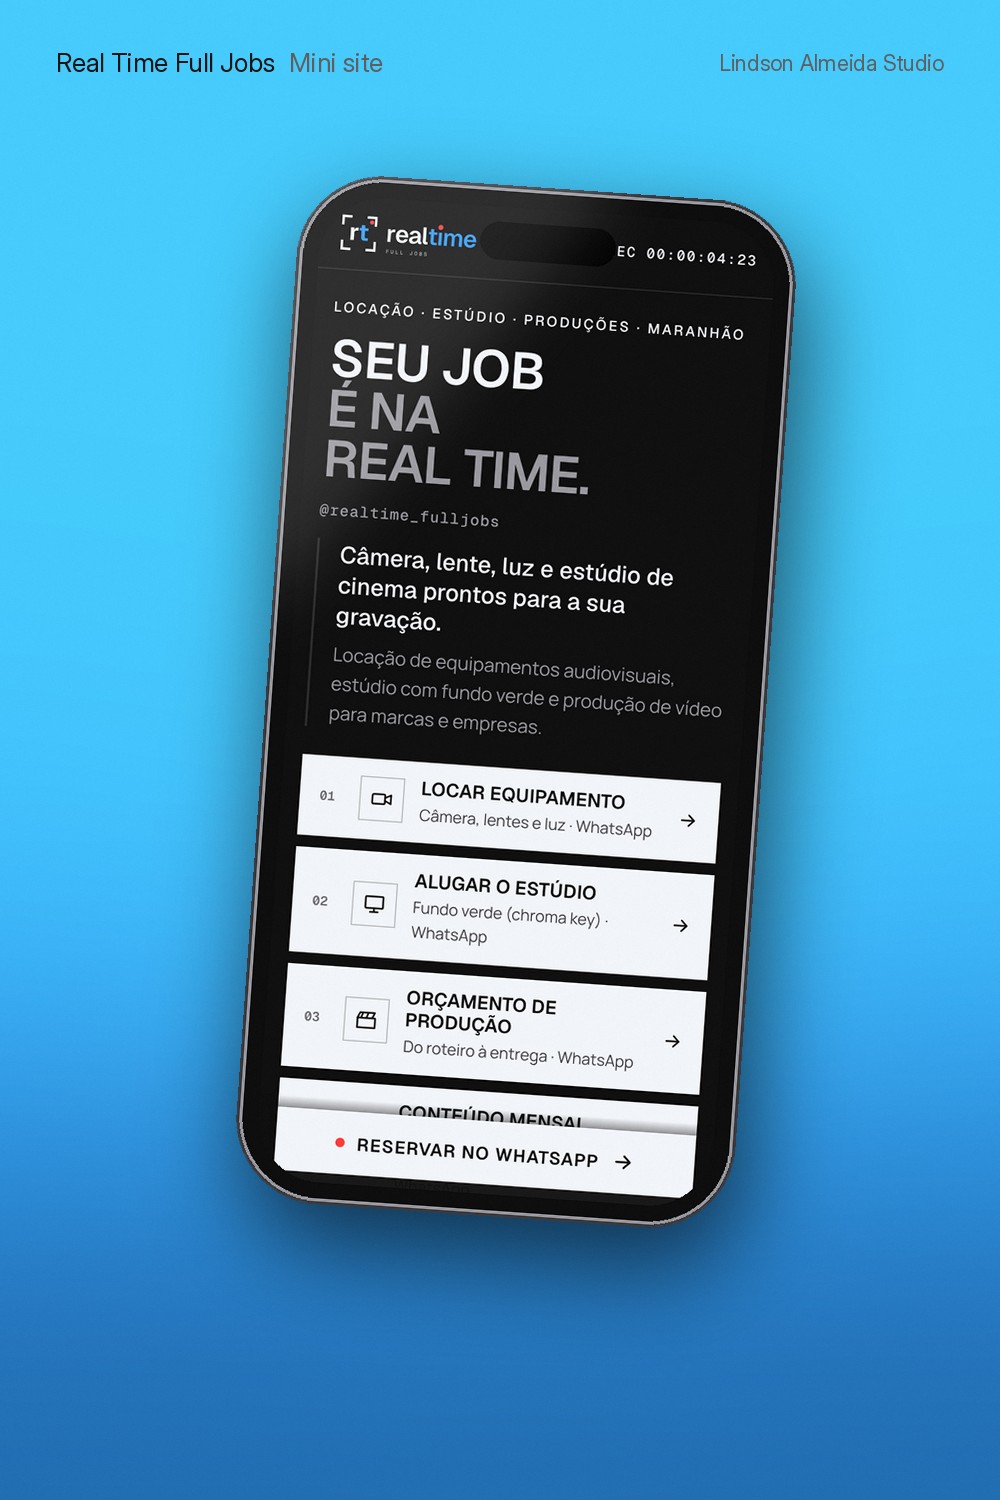 Real Time Full Jobs Mini site
Lindson Almeida Studio
rt realtime
FULL JOBS
EC 00:00:04:23
LOCAÇÃO · ESTÚDIO · PRODUÇÕES · MARANHÃO
SEU JOB
É NA
REAL TIME.
@realtime_fulljobs
Câmera, lente, luz e estúdio de
cinema prontos para a sua
gravação.
Locação de equipamentos audiovisuais,
estúdio com fundo verde e produção de vídeo
para marcas e empresas.
01
LOCAR EQUIPAMENTO
Câmera, lentes e luz · WhatsApp
02
ALUGAR O ESTÚDIO
Fundo verde (chroma key) ·
WhatsApp
03
ORÇAMENTO DE
PRODUÇÃO
Do roteiro à entrega · WhatsApp
CONTEÚDO MENSAL
RESERVAR NO WHATSAPP